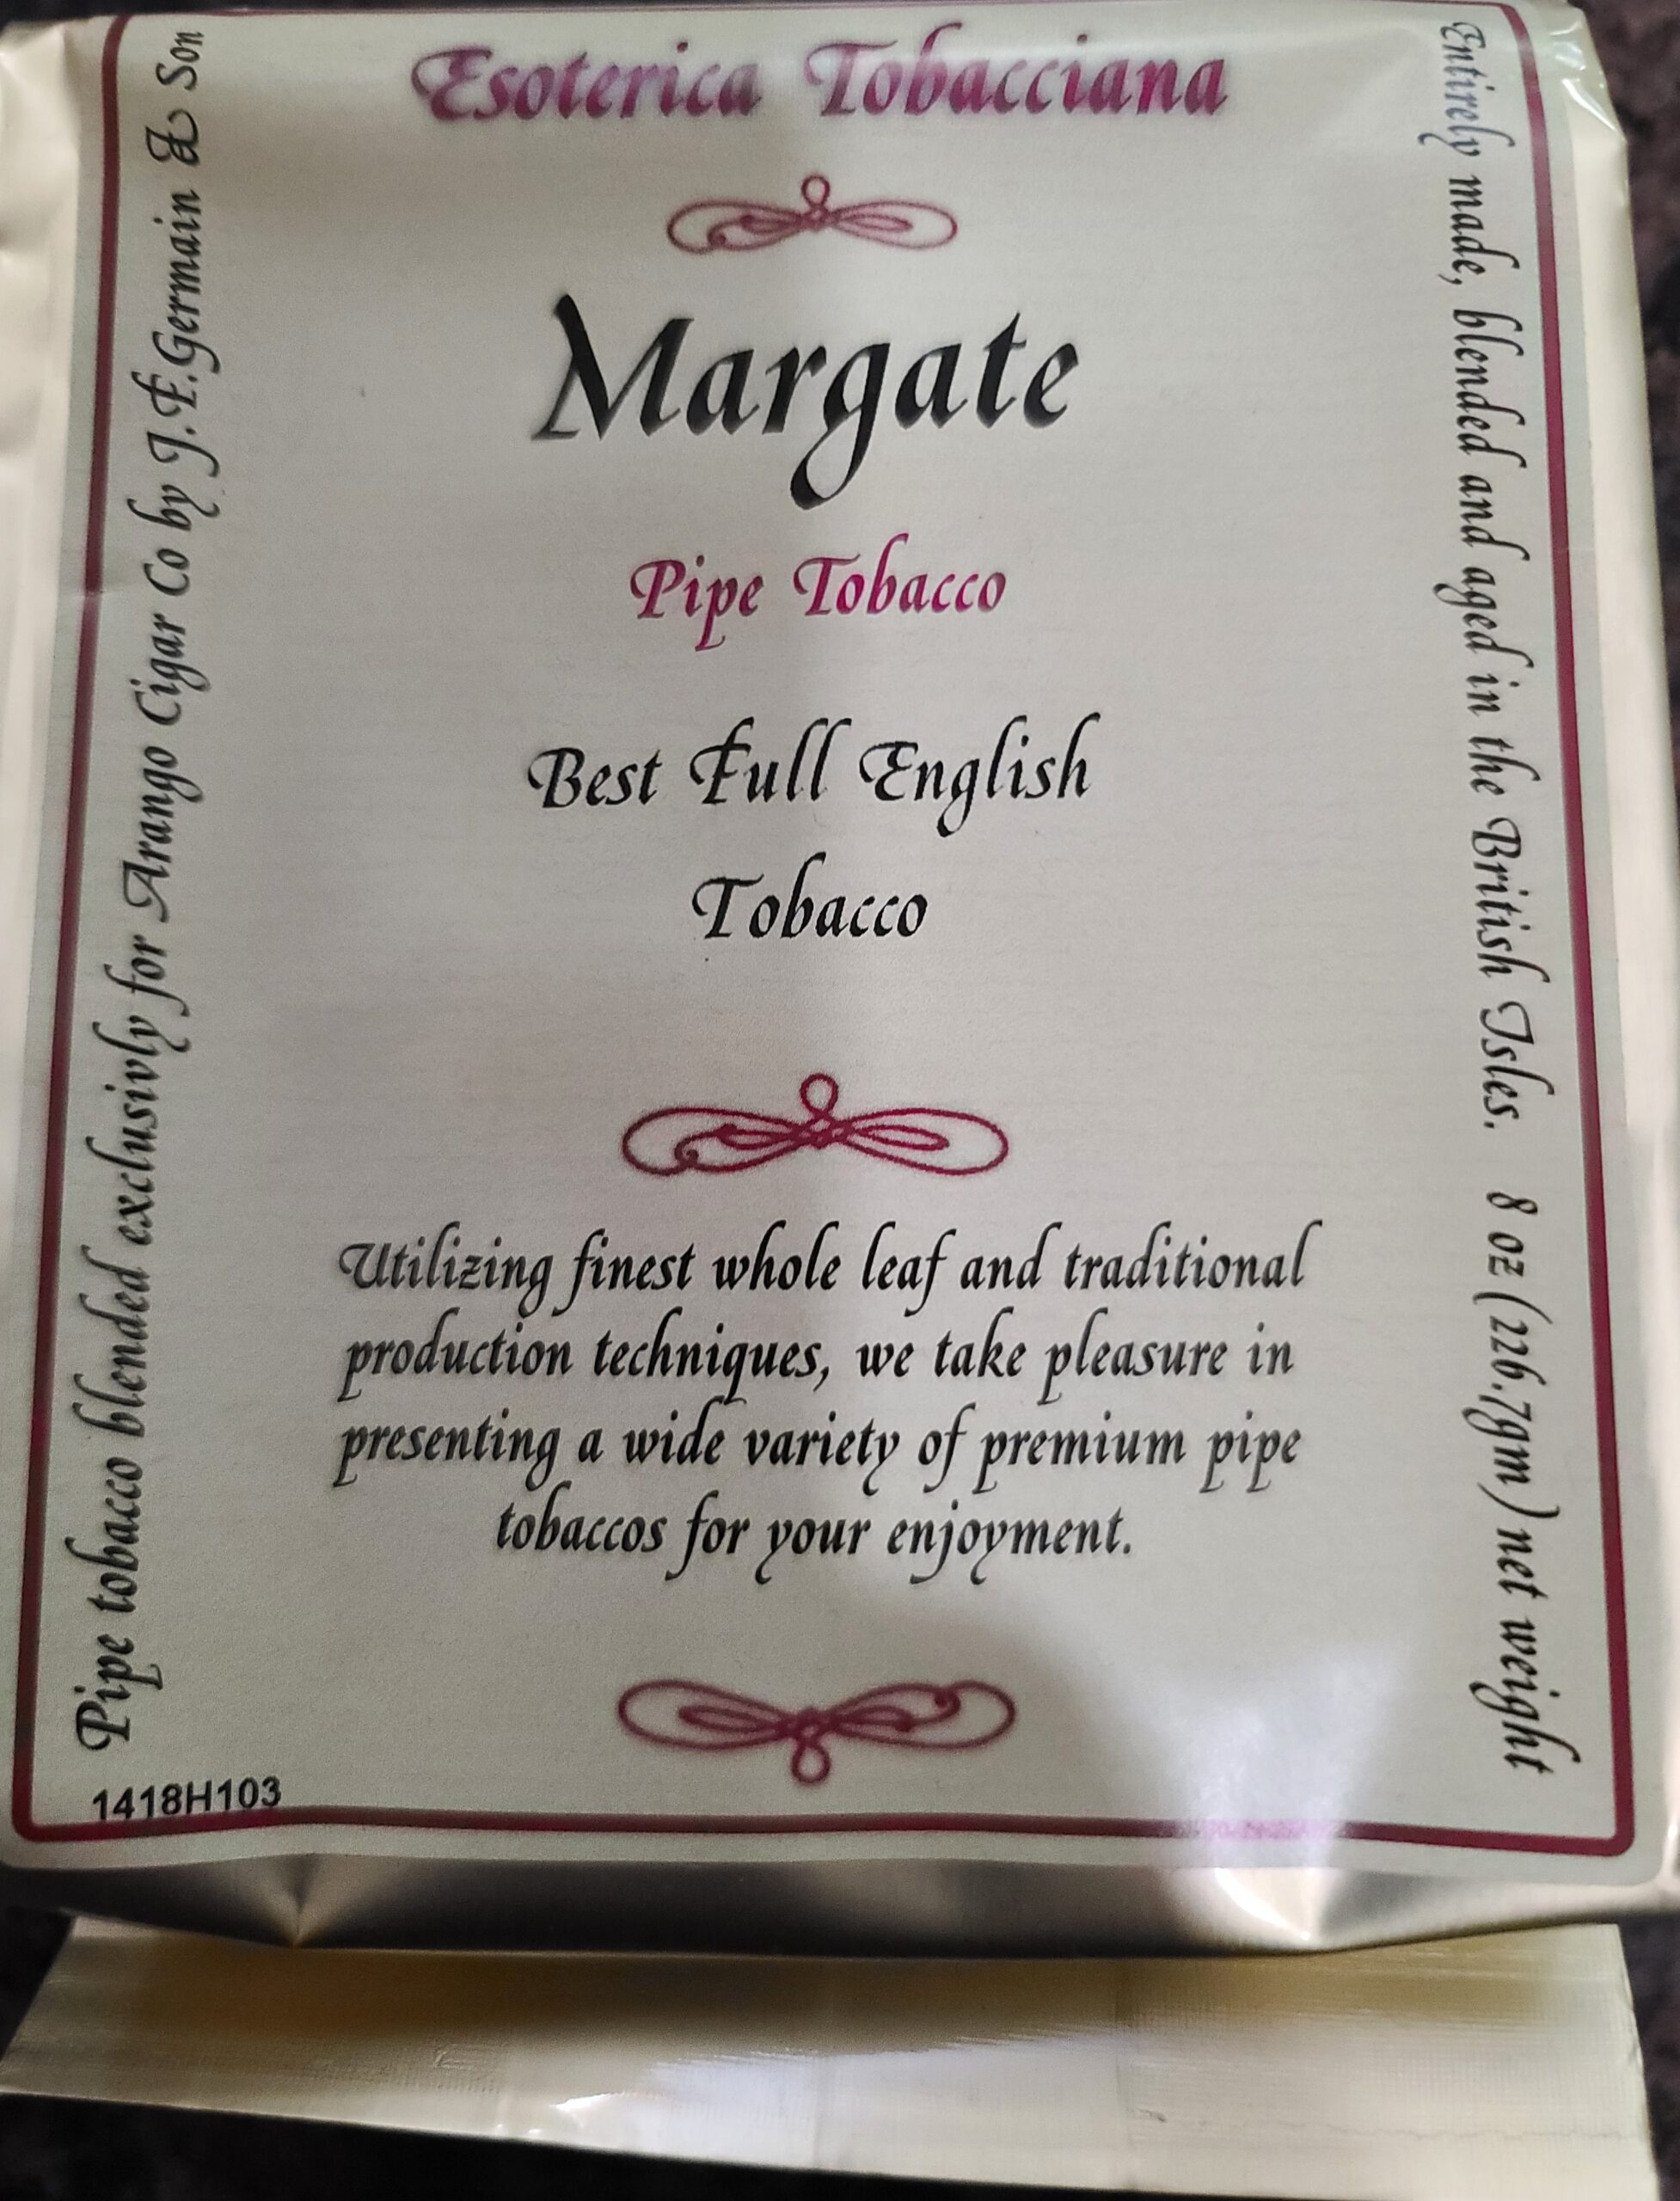 Esoterica Tobacciana
Margate
Pipe Tobacco
Best Full English
Tobacco
Utilizing finest whole leaf and traditional
production techniques, we take pleasure in
presenting a wide variety of premium pipe
tobaccos for your enjoyment.
Pipe tobacco blended exclusivly for Arango Cigar Co by J.F.Germain & Son
Entirely made, blended and aged in the British Isles. 8 oz (226.7gm) net weight
1418H103